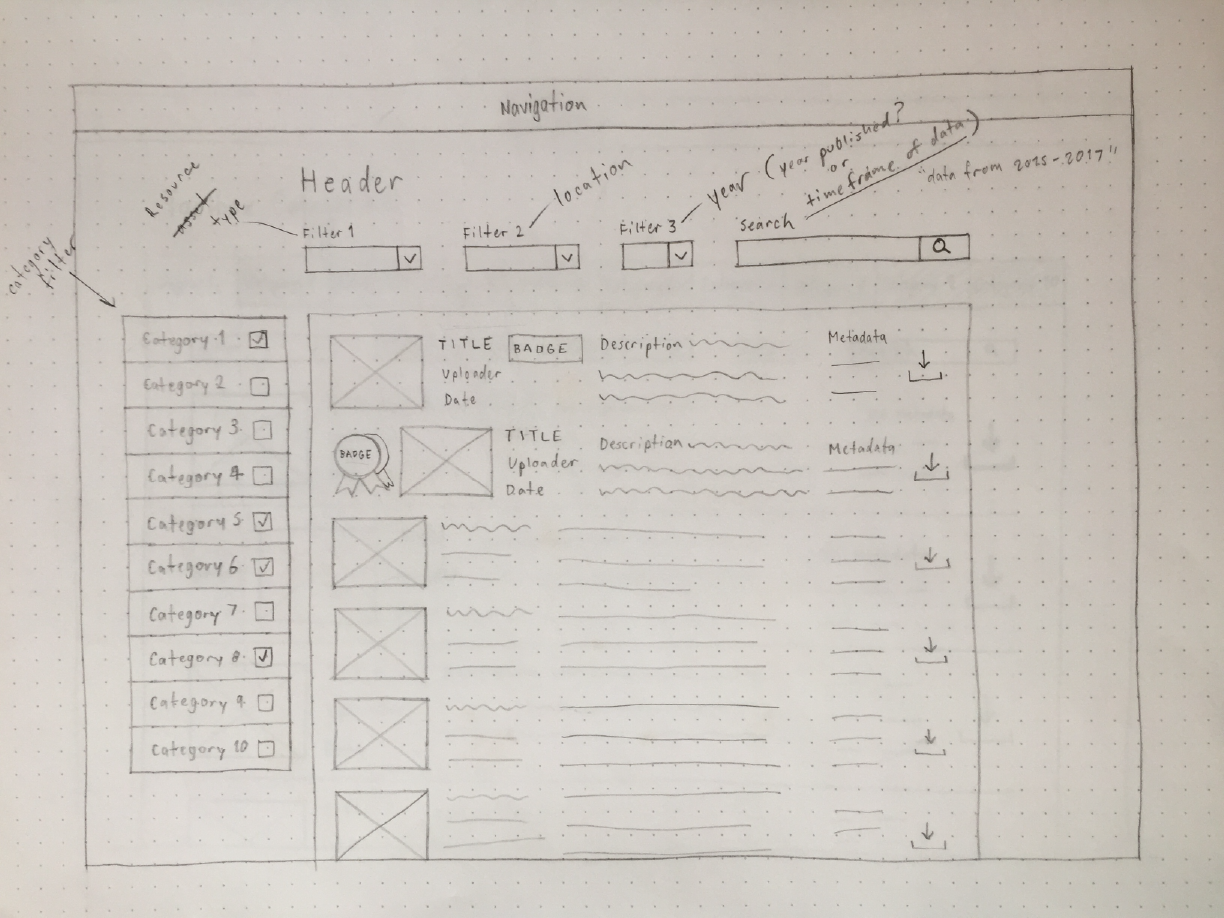 Navigation
Header
Resource
asset
type
location
year (year published?
or
timeframe of data)
"data from 2015-2017"
category
filter
Filter 1
Filter 2
Filter 3
Search
Category 1
Category 2
Category 3
Category 4
Category 5
Category 6
Category 7
Category 8
Category 9
Category 10
TITLE BADGE Description Metadata
Uploader
Date
BADGE TITLE Description Metadata
Uploader
Date